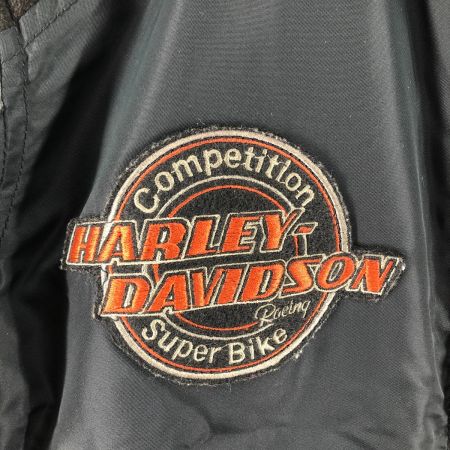 Competition
HARLEY-
DAVIDSON
Racing
Super Bike